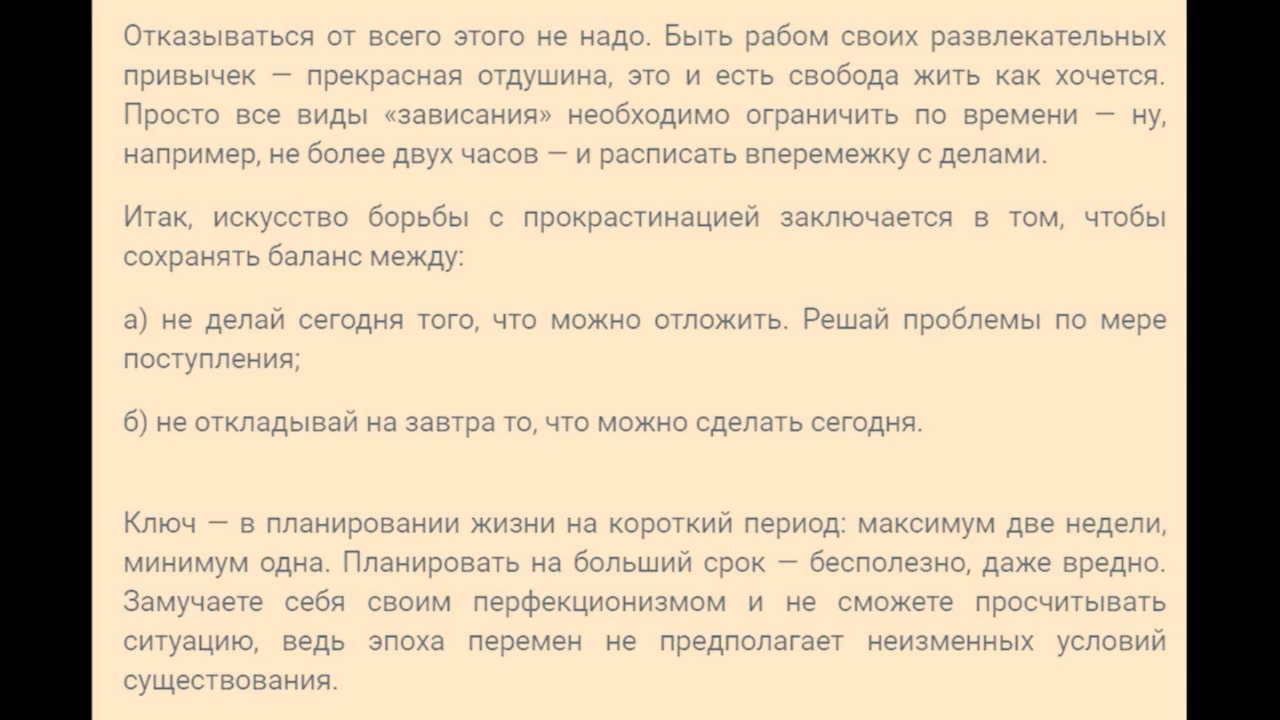 Отказываться от всего этого не надо. Быть рабом своих развлекательных
привычек — прекрасная отдушина, это и есть свобода жить как хочется.
Просто все виды «зависания» необходимо ограничить по времени — ну,
например, не более двух часов — и расписать вперемежку с делами.
Итак, искусство борьбы с прокрастинацией заключается в том, чтобы
сохранять баланс между:
а) не делай сегодня того, что можно отложить. Решай проблемы по мере
поступления;
б) не откладывай на завтра то, что можно сделать сегодня.
Ключ — в планировании жизни на короткий период: максимум две недели,
минимум одна. Планировать на больший срок — бесполезно, даже вредно.
Замучаете себя своим перфекционизмом и не сможете просчитывать
ситуацию, ведь эпоха перемен не предполагает неизменных условий
существования.